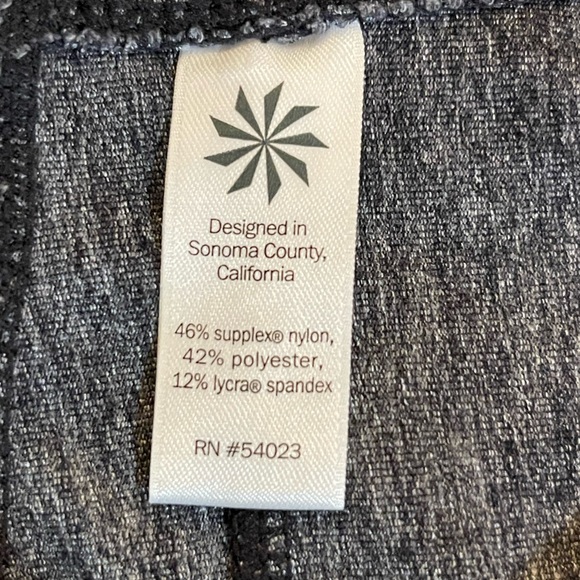 Designed in
Sonoma County,
California
46% supplex® nylon,
42% polyester,
12% lycra® spandex
RN #54023